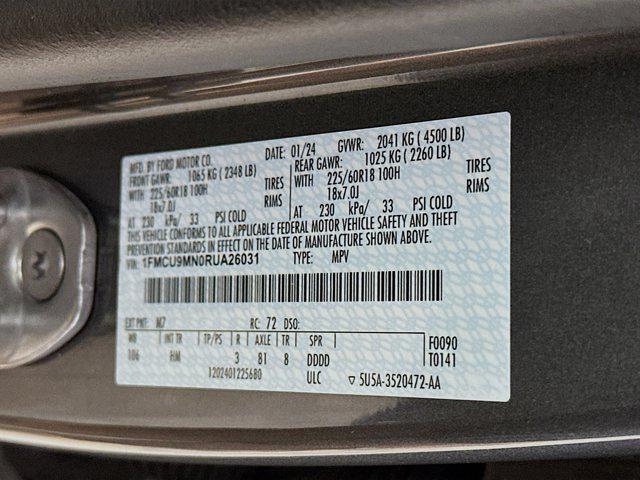 MFD. BY FORD MOTOR CO. DATE: 01/24 GVWR: 2041 KG (4500 LB)
FRONT GAWR: 1065 KG (2348 LB) REAR GAWR: 1025 KG (2260 LB)
WITH 225/60R18 100H TIRES WITH 225/60R18 100H TIRES
18x7.0J RIMS 18x7.0J RIMS
AT 230 kPa/ 33 PSI COLD AT 230 kPa/ 33 PSI COLD
THIS VEHICLE CONFORMS TO ALL APPLICABLE FEDERAL MOTOR VEHICLE SAFETY AND THEFT
PREVENTION STANDARDS IN EFFECT ON THE DATE OF MANUFACTURE SHOWN ABOVE.
VIN: 1FMCU9MN0RUA26031 TYPE: MPV
EXT PNT: M7 RC: 72 DSO:
WB INT TR TP/PS R AXLE TR SPR F0090
106 HM 3 81 8 DDDD T0141
1202401225680 ULC 5U5A-3520472-AA